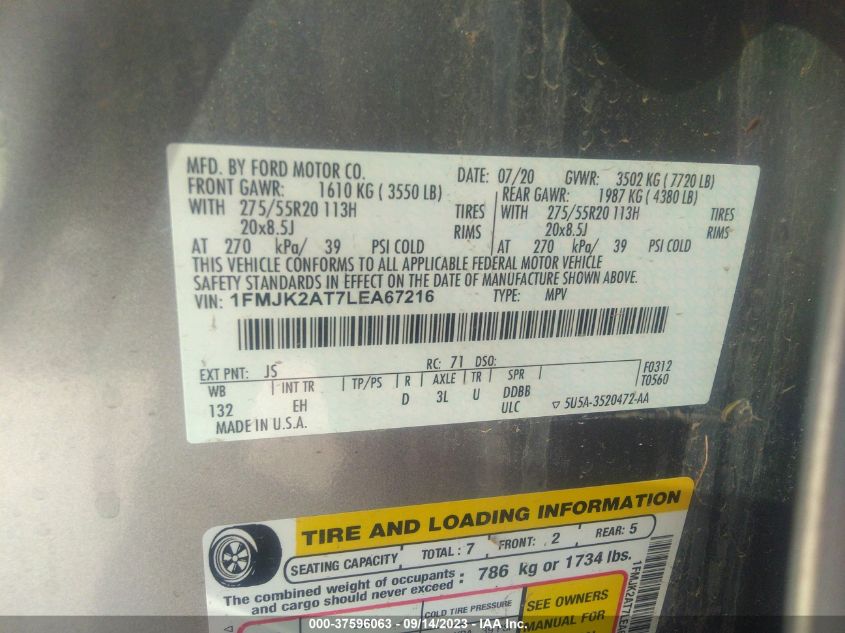 MFD. BY FORD MOTOR CO. DATE: 07/20 GVWR: 3502 KG ( 7720 LB)
FRONT GAWR: 1610 KG ( 3550 LB) REAR GAWR: 1987 KG ( 4380 LB)
WITH 275/55R20 113H TIRES WITH 275/55R20 113H TIRES
20x8.5J RIMS 20x8.5J RIMS
AT 270 kPa/ 39 PSI COLD AT 270 kPa/ 39 PSI COLD
THIS VEHICLE CONFORMS TO ALL APPLICABLE FEDERAL MOTOR VEHICLE
SAFETY STANDARDS IN EFFECT ON THE DATE OF MANUFACTURE SHOWN ABOVE.
VIN: 1FMJK2AT7LEA67216 TYPE: MPV
EXT PNT: JS RC: 71 DSO: F0312
WB INT TR TP/PS R AXLE TR SPR T0560
132 EH D 3L U DDBB
ULC ▽ 5U5A-3520472-AA
MADE IN U.S.A.
TIRE AND LOADING INFORMATION
SEATING CAPACITY TOTAL: 7 FRONT: 2 REAR: 5
The combined weight of occupants and cargo should never exceed : 786 kg or 1734 lbs.
COLD TIRE PRESSURE
SEE OWNERS
MANUAL FOR
1FMJK2AT7LEA
000-37596063 - 09/14/2023 - IAA Inc.